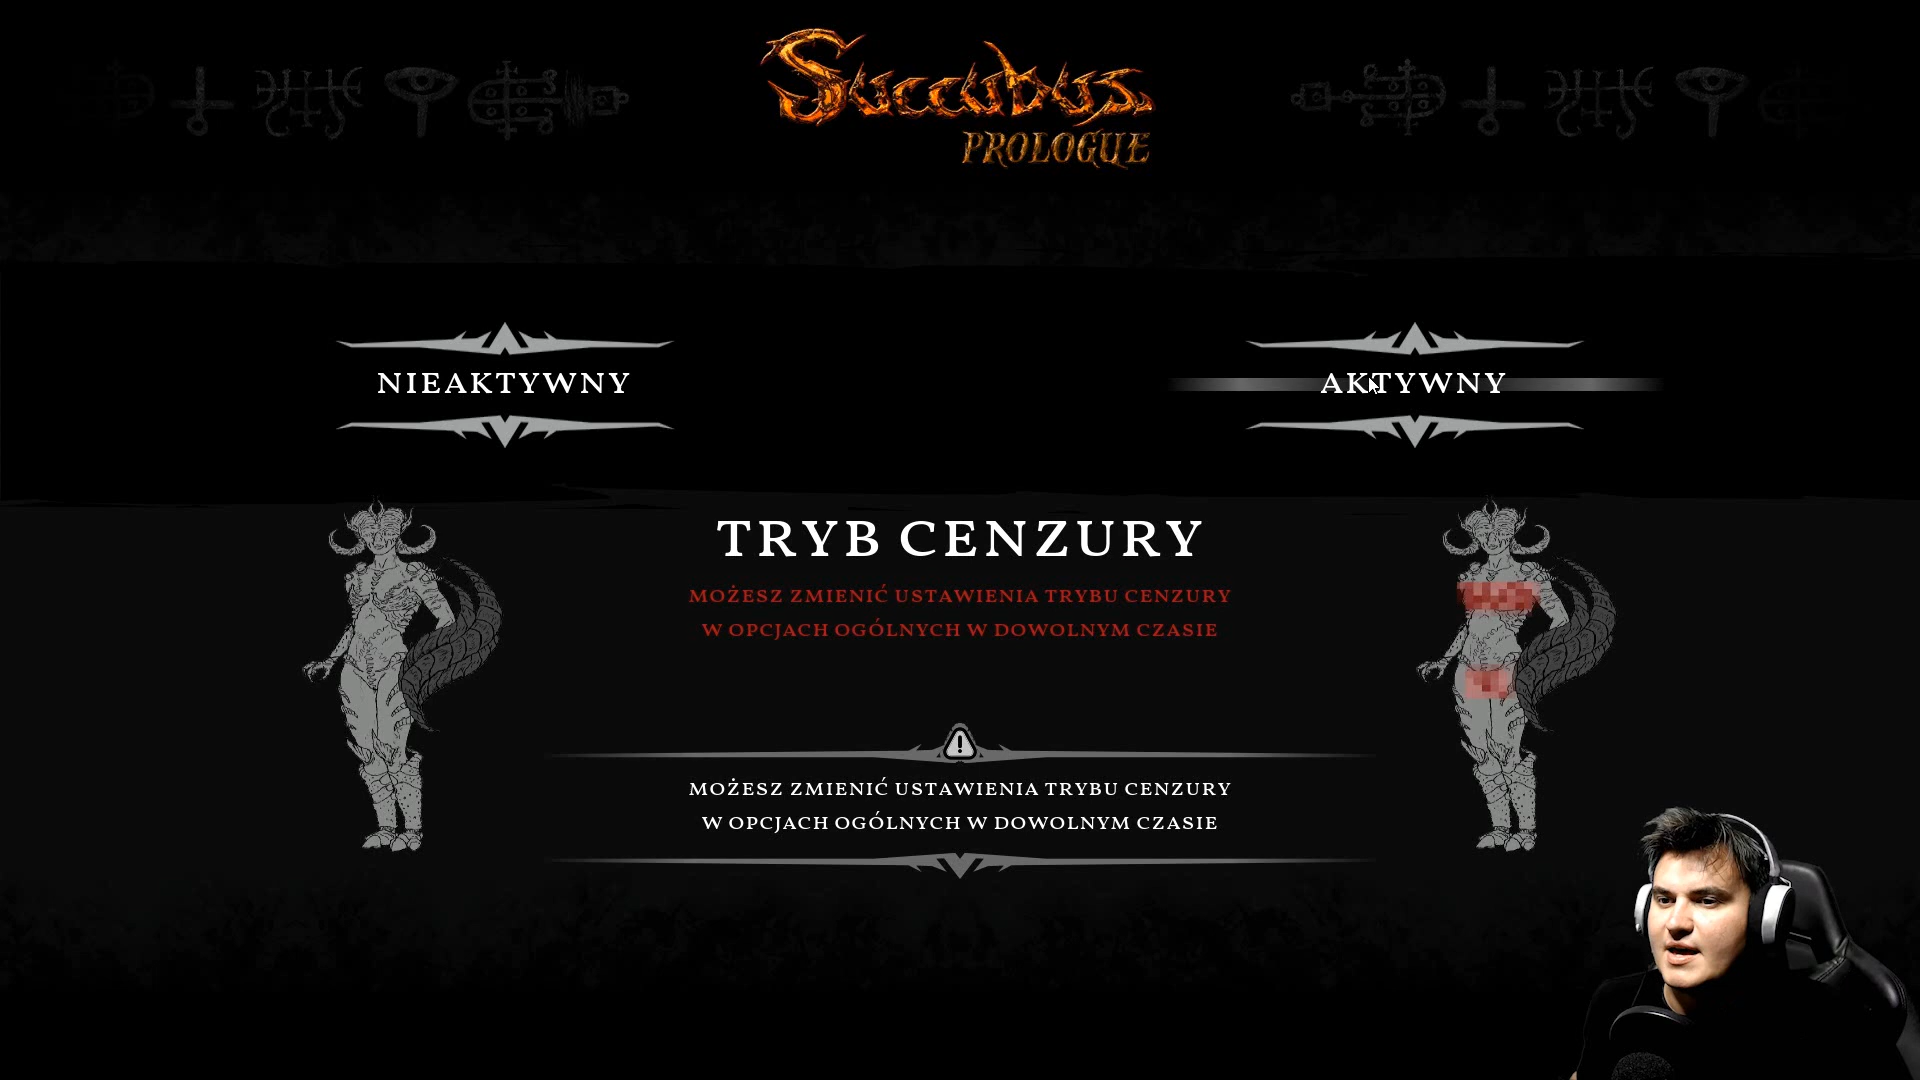 Succubus
PROLOGUE
NIEAKTYWNY
AKTYWNY
TRYB CENZURY
MOŻESZ ZMIENIĆ USTAWIENIA TRYBU CENZURY
W OPCJACH OGÓLNYCH W DOWOLNYM CZASIE
MOŻESZ ZMIENIĆ USTAWIENIA TRYBU CENZURY
W OPCJACH OGÓLNYCH W DOWOLNYM CZASIE